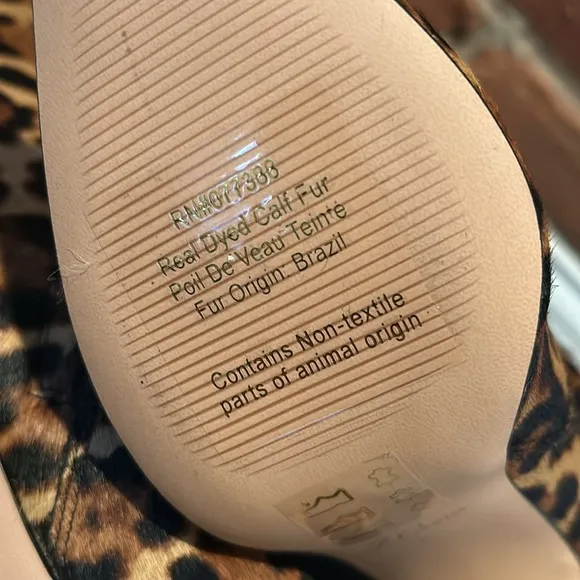 RN#077388
Real Dyed Calf Fur
Poil De Veau Teinté
Fur Origin: Brazil
Contains Non-textile
parts of animal origin